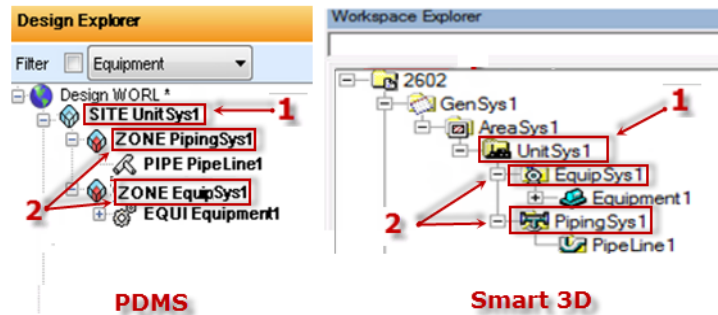 Design Explorer
Filter Equipment
Design WORL *
SITE UnitSys1
1
ZONE PipingSys1
PIPE PipeLine1
2
ZONE EquipSys1
EQUI Equipment1
PDMS
Workspace Explorer
2602
GenSys1
1
AreaSys1
UnitSys1
EquipSys1
2
Equipment1
PipingSys1
PipeLine1
Smart 3D